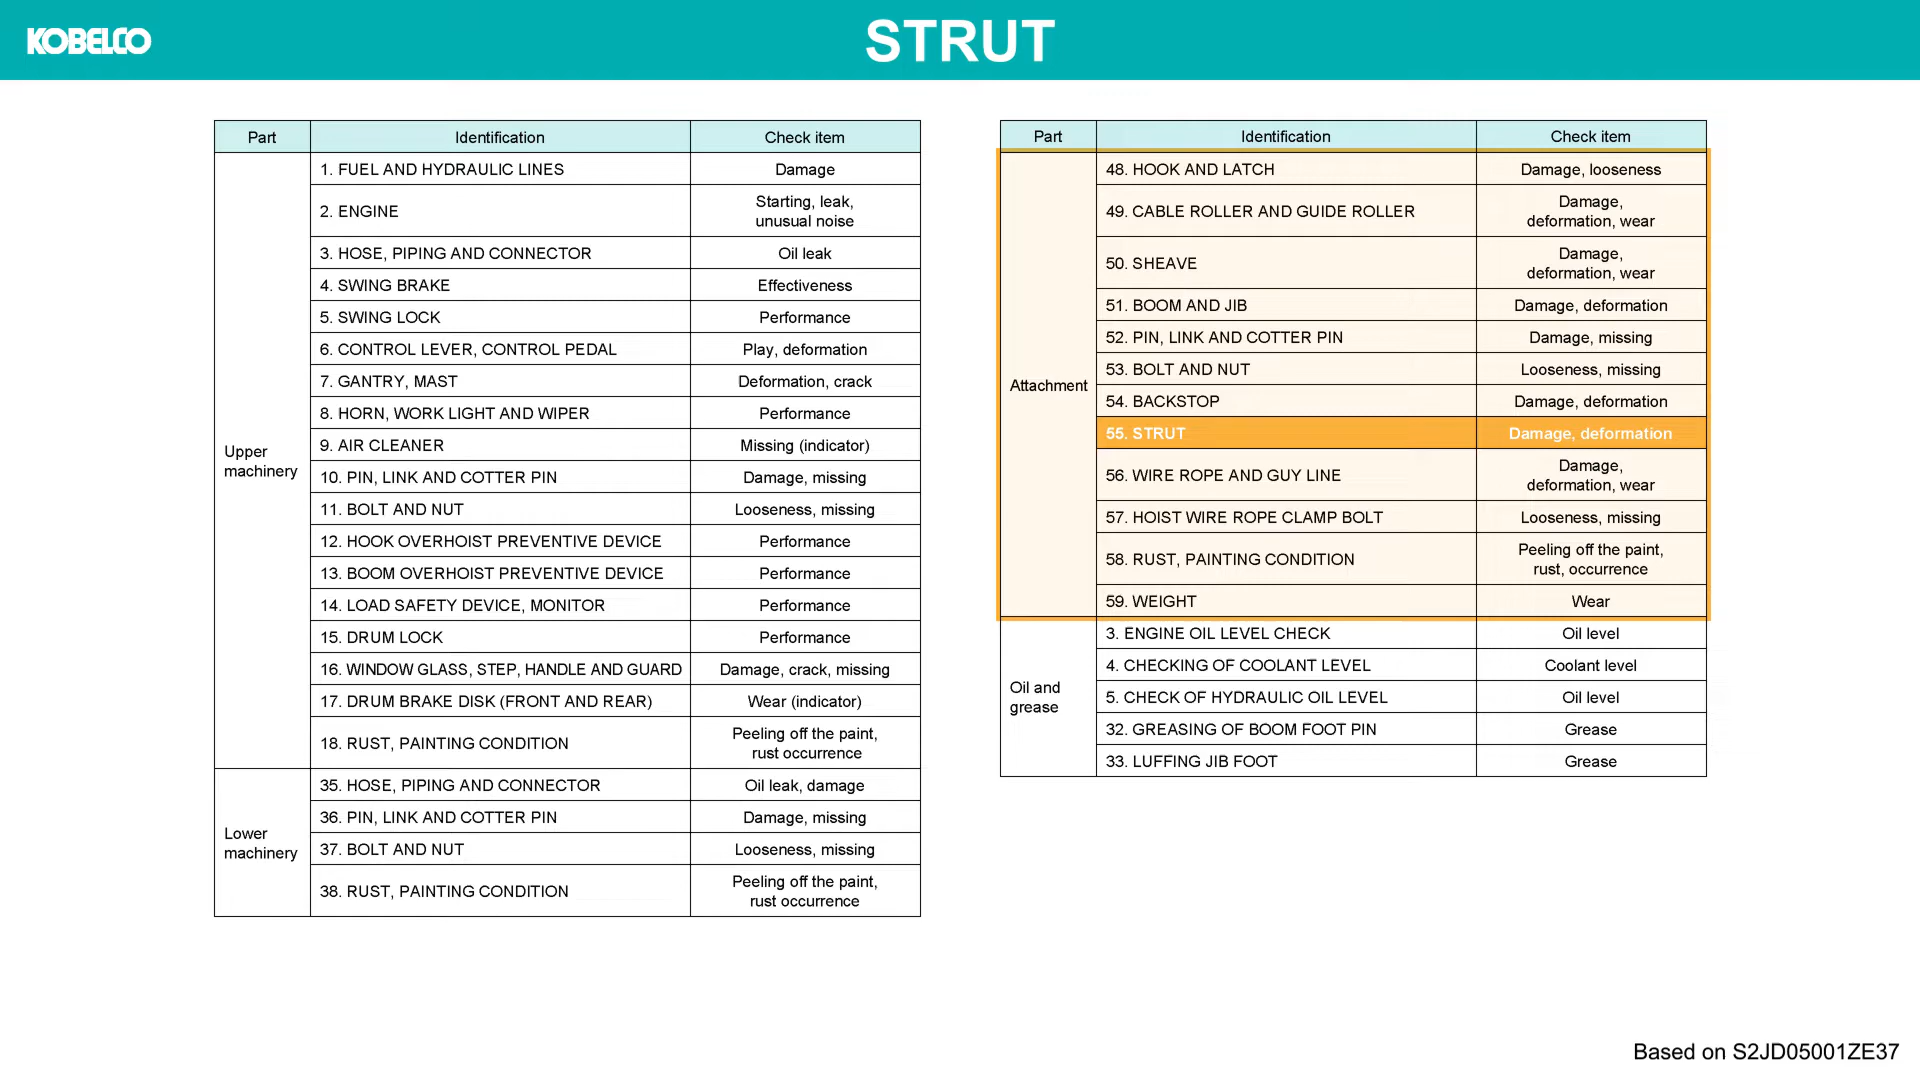 KOBELCO
STRUT
Part Identification Check item
Upper
machinery
1. FUEL AND HYDRAULIC LINES Damage
2. ENGINE Starting, leak,
unusual noise
3. HOSE, PIPING AND CONNECTOR Oil leak
4. SWING BRAKE Effectiveness
5. SWING LOCK Performance
6. CONTROL LEVER, CONTROL PEDAL Play, deformation
7. GANTRY, MAST Deformation, crack
8. HORN, WORK LIGHT AND WIPER Performance
9. AIR CLEANER Missing (indicator)
10. PIN, LINK AND COTTER PIN Damage, missing
11. BOLT AND NUT Looseness, missing
12. HOOK OVERHOIST PREVENTIVE DEVICE Performance
13. BOOM OVERHOIST PREVENTIVE DEVICE Performance
14. LOAD SAFETY DEVICE, MONITOR Performance
15. DRUM LOCK Performance
16. WINDOW GLASS, STEP, HANDLE AND GUARD Damage, crack, missing
17. DRUM BRAKE DISK (FRONT AND REAR) Wear (indicator)
18. RUST, PAINTING CONDITION Peeling off the paint,
rust occurrence
Lower
machinery
35. HOSE, PIPING AND CONNECTOR Oil leak, damage
36. PIN, LINK AND COTTER PIN Damage, missing
37. BOLT AND NUT Looseness, missing
38. RUST, PAINTING CONDITION Peeling off the paint,
rust occurrence
Part Identification Check item
Attachment
48. HOOK AND LATCH Damage, looseness
49. CABLE ROLLER AND GUIDE ROLLER Damage,
deformation, wear
50. SHEAVE Damage,
deformation, wear
51. BOOM AND JIB Damage, deformation
52. PIN, LINK AND COTTER PIN Damage, missing
53. BOLT AND NUT Looseness, missing
54. BACKSTOP Damage, deformation
55. STRUT Damage, deformation
56. WIRE ROPE AND GUY LINE Damage,
deformation, wear
57. HOIST WIRE ROPE CLAMP BOLT Looseness, missing
58. RUST, PAINTING CONDITION Peeling off the paint,
rust, occurrence
59. WEIGHT Wear
Oil and
grease
3. ENGINE OIL LEVEL CHECK Oil level
4. CHECKING OF COOLANT LEVEL Coolant level
5. CHECK OF HYDRAULIC OIL LEVEL Oil level
32. GREASING OF BOOM FOOT PIN Grease
33. LUFFING JIB FOOT Grease
Based on S2JD05001ZE37